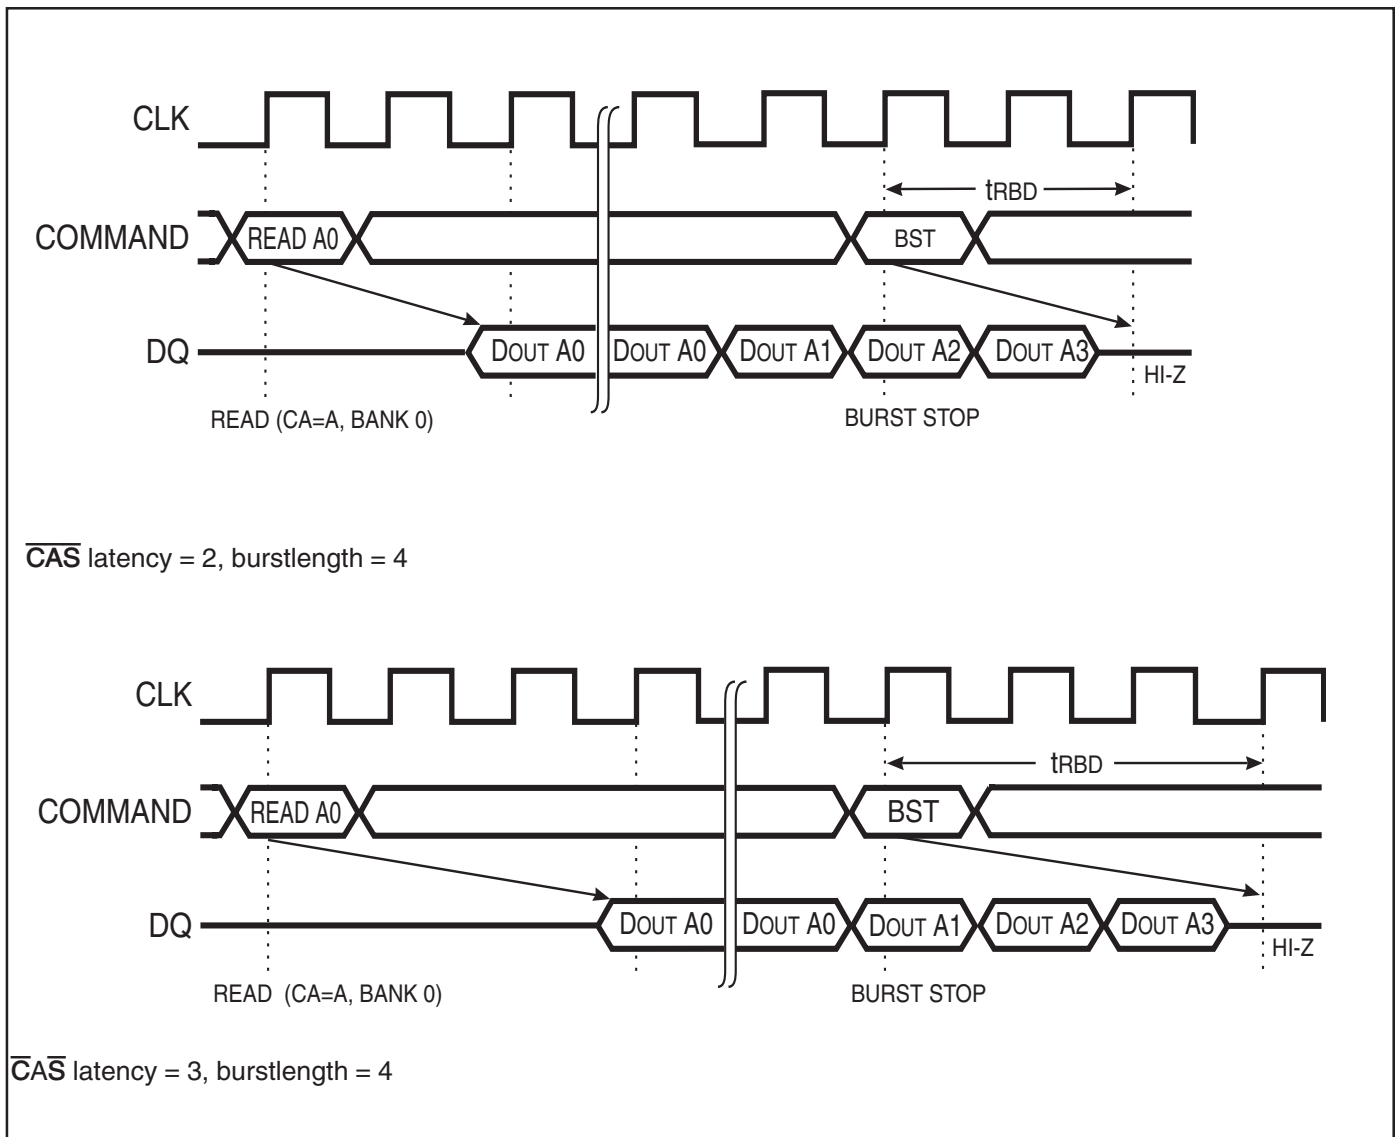 CLK
tRBD
COMMAND READ A0 BST
DQ DOUT A0 DOUT A0 DOUT A1 DOUT A2 DOUT A3
HI-Z
READ (CA=A, BANK 0) BURST STOP
CAS latency = 2, burstlength = 4
CLK
tRBD
COMMAND READ A0 BST
DQ DOUT A0 DOUT A0 DOUT A1 DOUT A2 DOUT A3
HI-Z
READ (CA=A, BANK 0) BURST STOP
CAS latency = 3, burstlength = 4